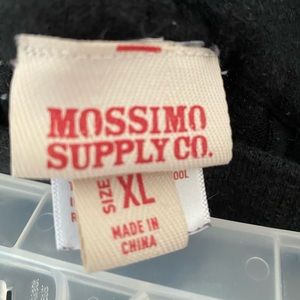 MOSSIMO
SUPPLY CO.
SIZE XL
MADE IN
CHINA